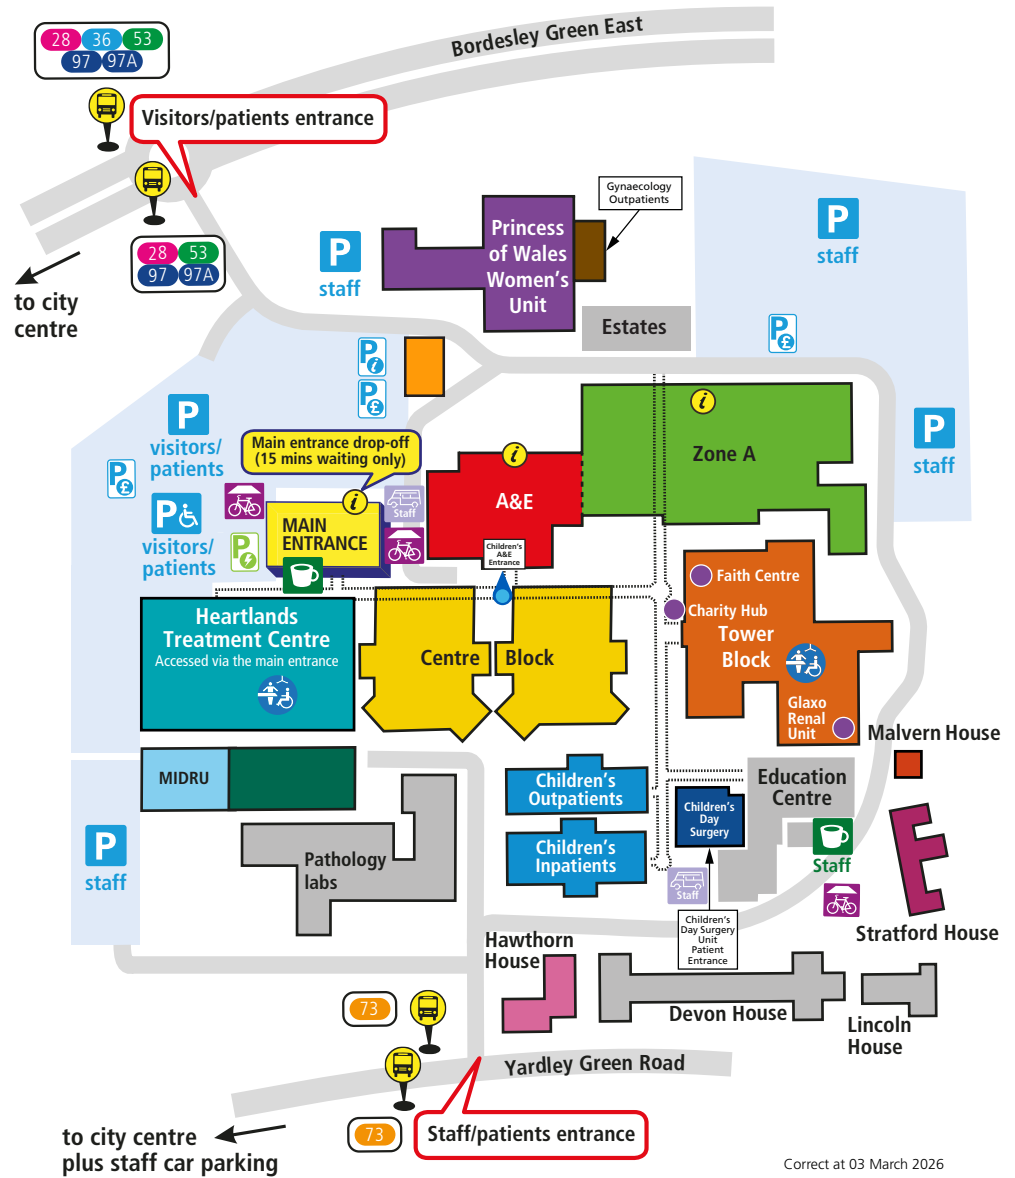 28 36 53
97 97A
Bordesley Green East
Visitors/patients entrance
28 53
97 97A
to city
centre
Gynaecology
Outpatients
Princess
of Wales
Women's
Unit
P
staff
P
staff
Estates
P £
P i
P £
P
visitors/
patients
P £
P
visitors/
patients
P
P
staff
Main entrance drop-off
(15 mins waiting only)
i
i
i
Zone A
A&E
MAIN
ENTRANCE
Staff
Children's
A&E
Entrance
Faith Centre
Charity Hub
Tower
Block
Glaxo
Renal
Unit
Heartlands
Treatment Centre
Accessed via the main entrance
Centre Block
Malvern House
MIDRU
Children's
Outpatients
Education
Centre
Children's
Day
Surgery
P
staff
Pathology
labs
Children's
Inpatients
Staff
Staff
Children's
Day Surgery
Unit
Patient
Entrance
Stratford House
Hawthorn
House
Devon House
Lincoln
House
73
Yardley Green Road
73
Staff/patients entrance
to city centre
plus staff car parking
Correct at 03 March 2026